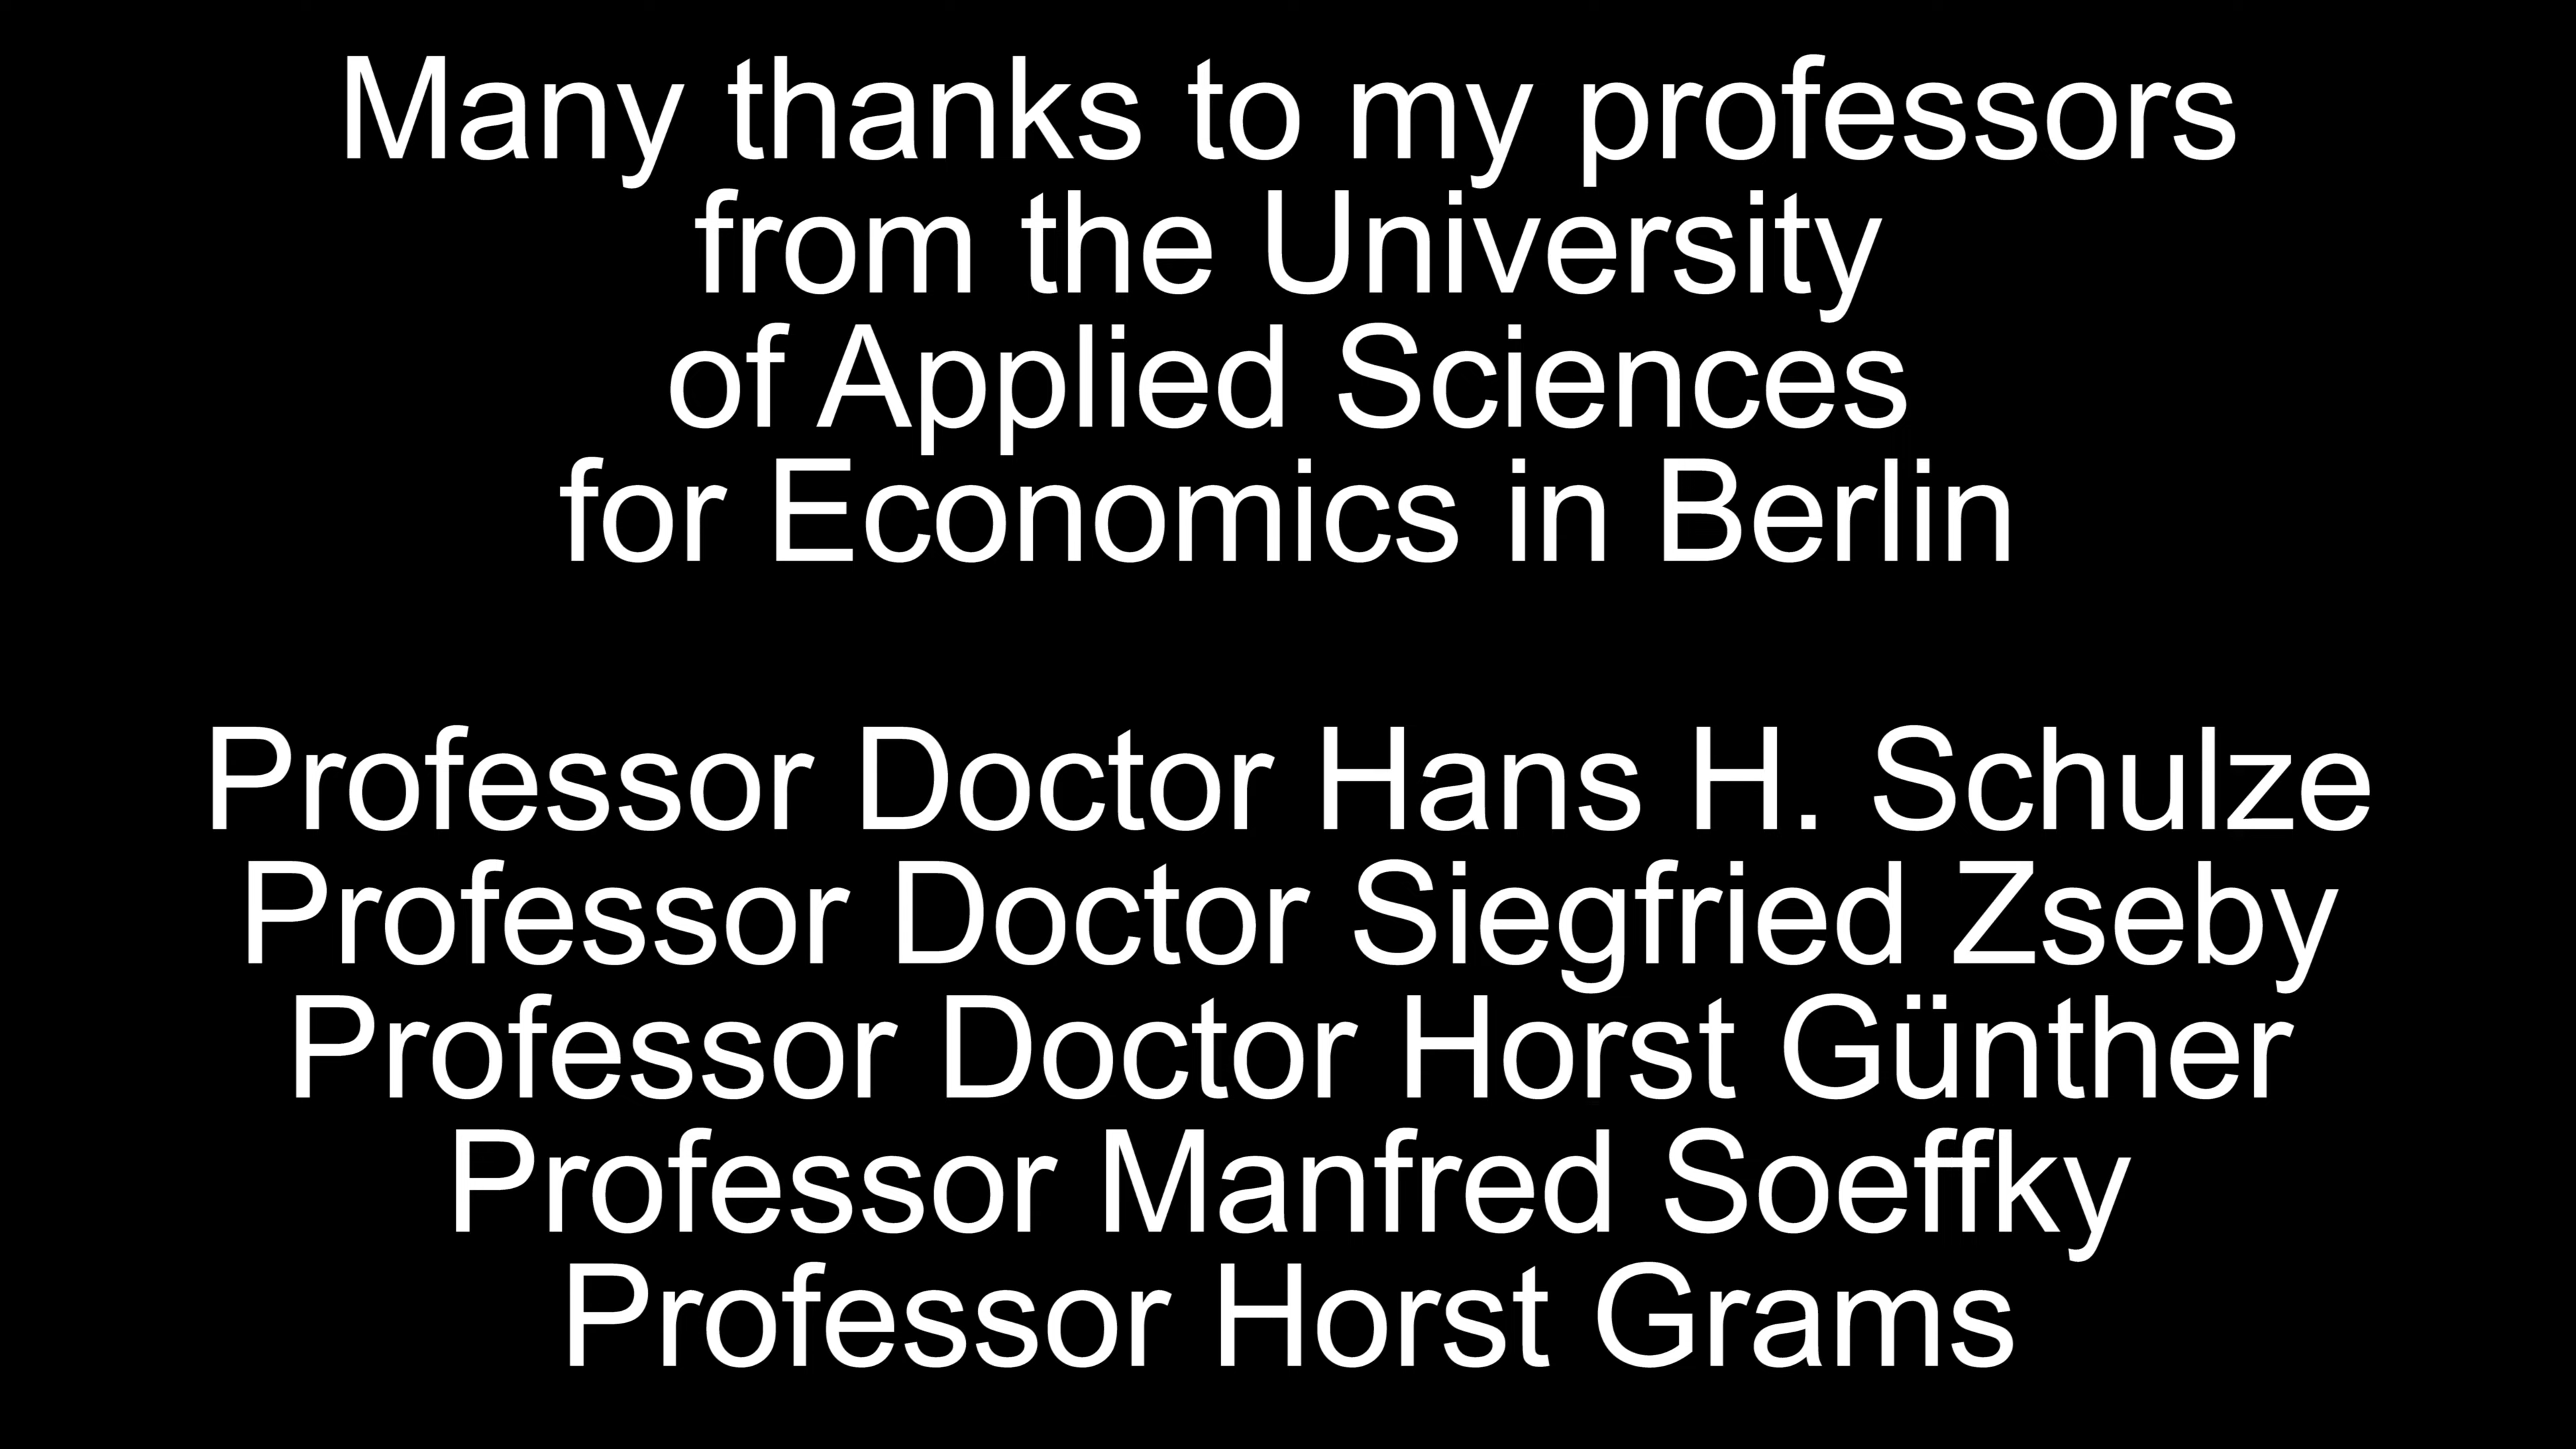 Many thanks to my professors
from the University
of Applied Sciences
for Economics in Berlin
Professor Doctor Hans H. Schulze
Professor Doctor Siegfried Zseby
Professor Doctor Horst Günther
Professor Manfred Soeffky
Professor Horst Grams